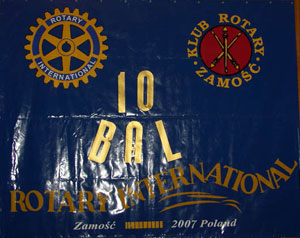 ROTARY
INTERNATIONAL
KLUB ROTARY
ZAMOŚĆ
10
BAL
ROTARY INTERNATIONAL
Zamość 2007 Poland